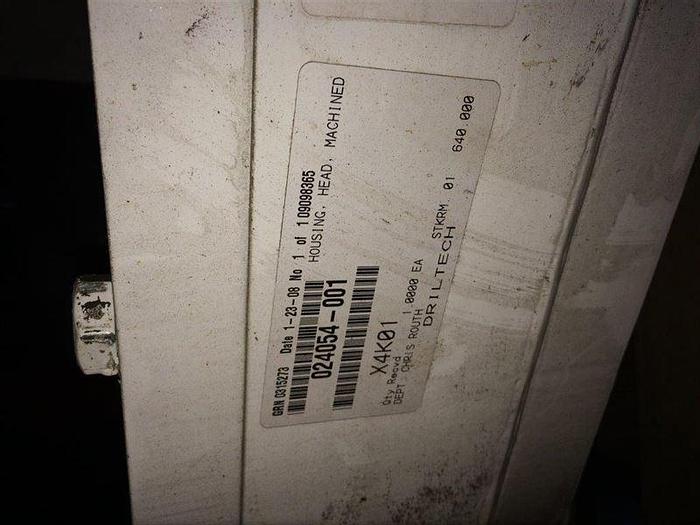 GRN 0315273 Date 1-23-08 No 1 of 1 09098365
HOUSING, HEAD, MACHINED
024054-001
X4K01
Qty Recvd 1.0000 EA STKRM 01 640.000
DEPT CHRIS ROUTH
DRILTECH